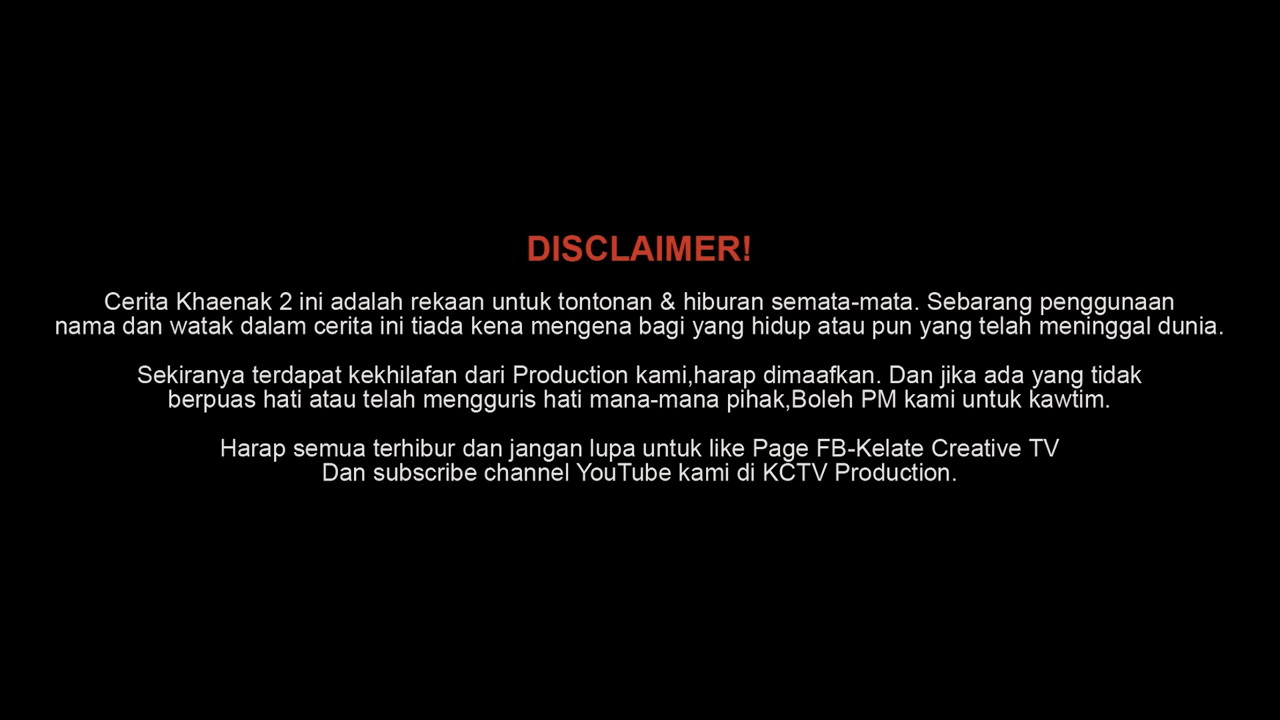 DISCLAIMER!
Cerita Khaenak 2 ini adalah rekaan untuk tontonan & hiburan semata-mata. Sebarang penggunaan
nama dan watak dalam cerita ini tiada kena mengena bagi yang hidup atau pun yang telah meninggal dunia.
Sekiranya terdapat kekhilafan dari Production kami,harap dimaafkan. Dan jika ada yang tidak
berpuas hati atau telah mengguris hati mana-mana pihak,Boleh PM kami untuk kawtim.
Harap semua terhibur dan jangan lupa untuk like Page FB-Kelate Creative TV
Dan subscribe channel YouTube kami di KCTV Production.